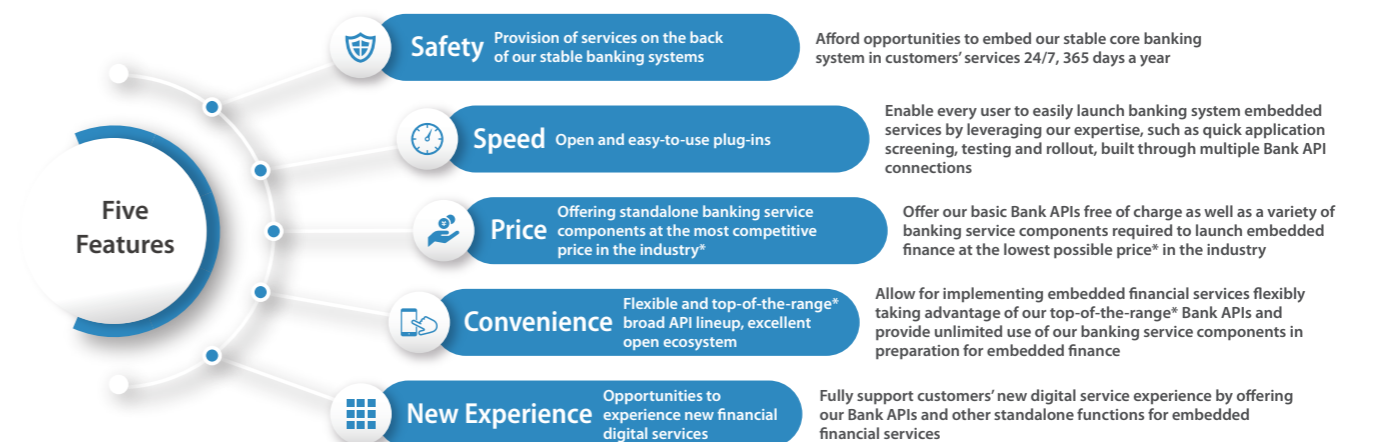 Five
Features
Safety
Provision of services on the back
of our stable banking systems
Afford opportunities to embed our stable core banking
system in customers’ services 24/7, 365 days a year
Speed
Open and easy-to-use plug-ins
Enable every user to easily launch banking system embedded
services by leveraging our expertise, such as quick application
screening, testing and rollout, built through multiple Bank API
connections
Price
Offering standalone banking service
components at the most competitive
price in the industry*
Offer our basic Bank APIs free of charge as well as a variety of
banking service components required to launch embedded
finance at the lowest possible price* in the industry
Convenience
Flexible and top-of-the-range*
broad API lineup, excellent
open ecosystem
Allow for implementing embedded financial services flexibly
taking advantage of our top-of-the-range* Bank APIs and
provide unlimited use of our banking service components in
preparation for embedded finance
New Experience
Opportunities to
experience new financial
digital services
Fully support customers’ new digital service experience by offering
our Bank APIs and other standalone functions for embedded
financial services